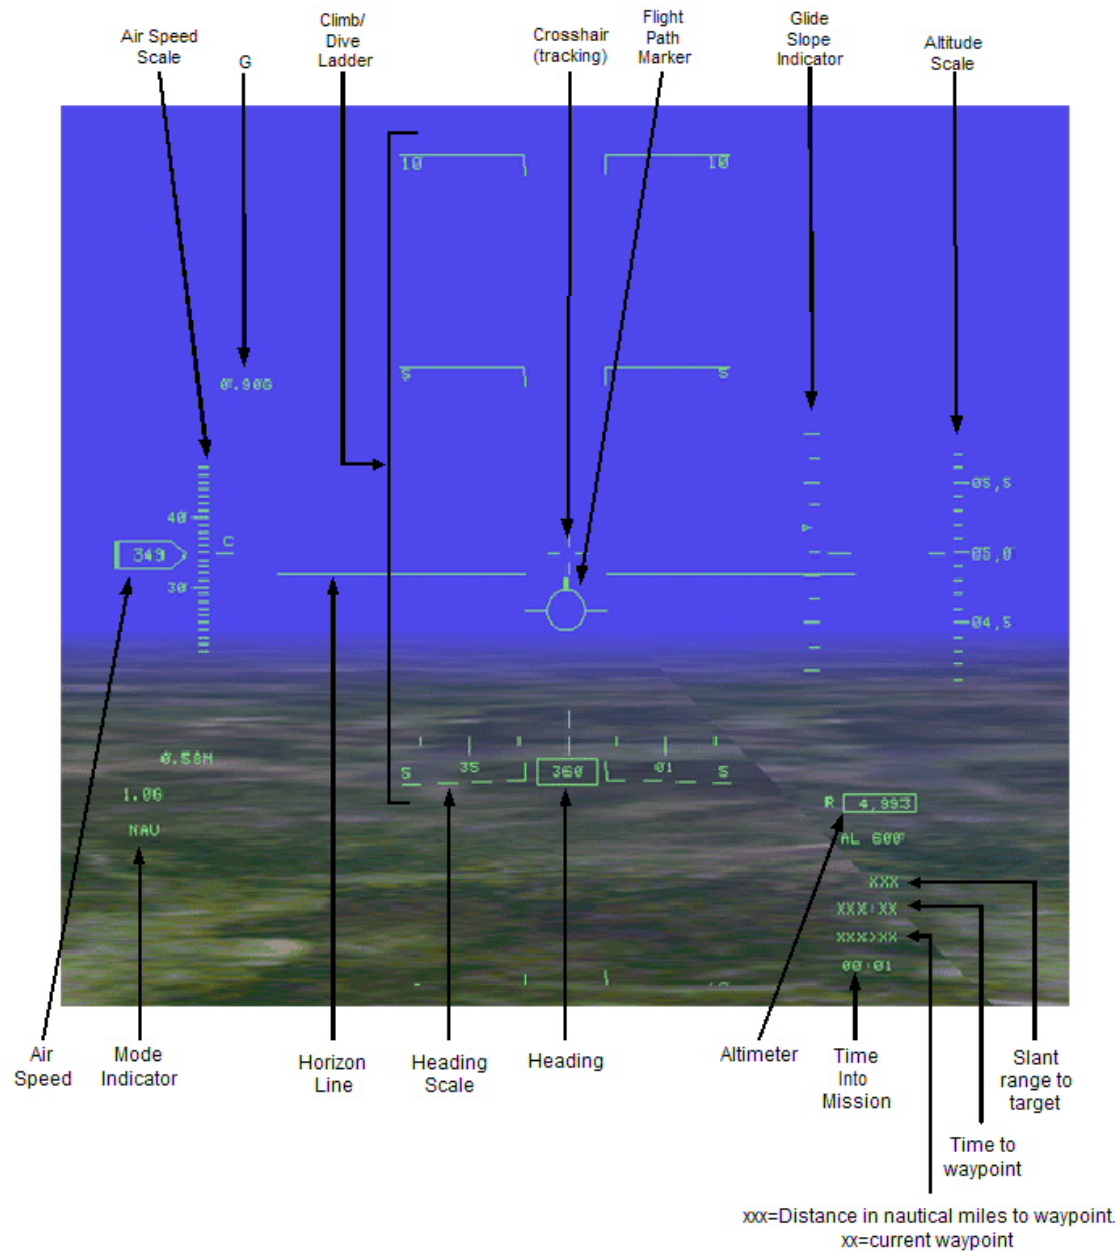 Air Speed
Scale
G
Climb/
Dive
Ladder
Crosshair
(tracking)
Flight
Path
Marker
Glide
Slope
Indicator
Altitude
Scale
10 10
0.90G
5 5
05,5
40
C
349
05,0
30
04,5
0.58M
35 360 01
5 5
1.0G
R 4,993
NAV
AL 600
XXX
XXX:XX
XXX>XX
00:01
Air
Speed
Mode
Indicator
Horizon
Line
Heading
Scale
Heading
Altimeter
Time
Into
Mission
Slant
range to
target
Time to
waypoint
xxx=Distance in nautical miles to waypoint.
xx=current waypoint